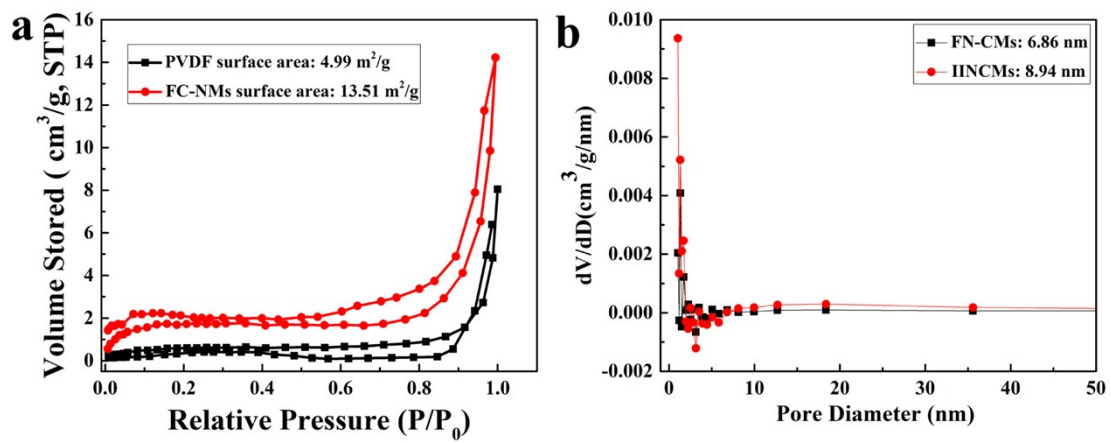 a
PVDF surface area: 4.99 m²/g
FC-NMs surface area: 13.51 m²/g
Volume Stored ( cm³/g, STP)
16
14
12
10
8
6
4
2
0
0.0 0.2 0.4 0.6 0.8 1.0
Relative Pressure (P/P₀)
b
FN-CMs: 6.86 nm
IINCMs: 8.94 nm
dV/dD(cm³/g/nm)
0.010
0.008
0.006
0.004
0.002
0.000
-0.002
0 10 20 30 40 50
Pore Diameter (nm)